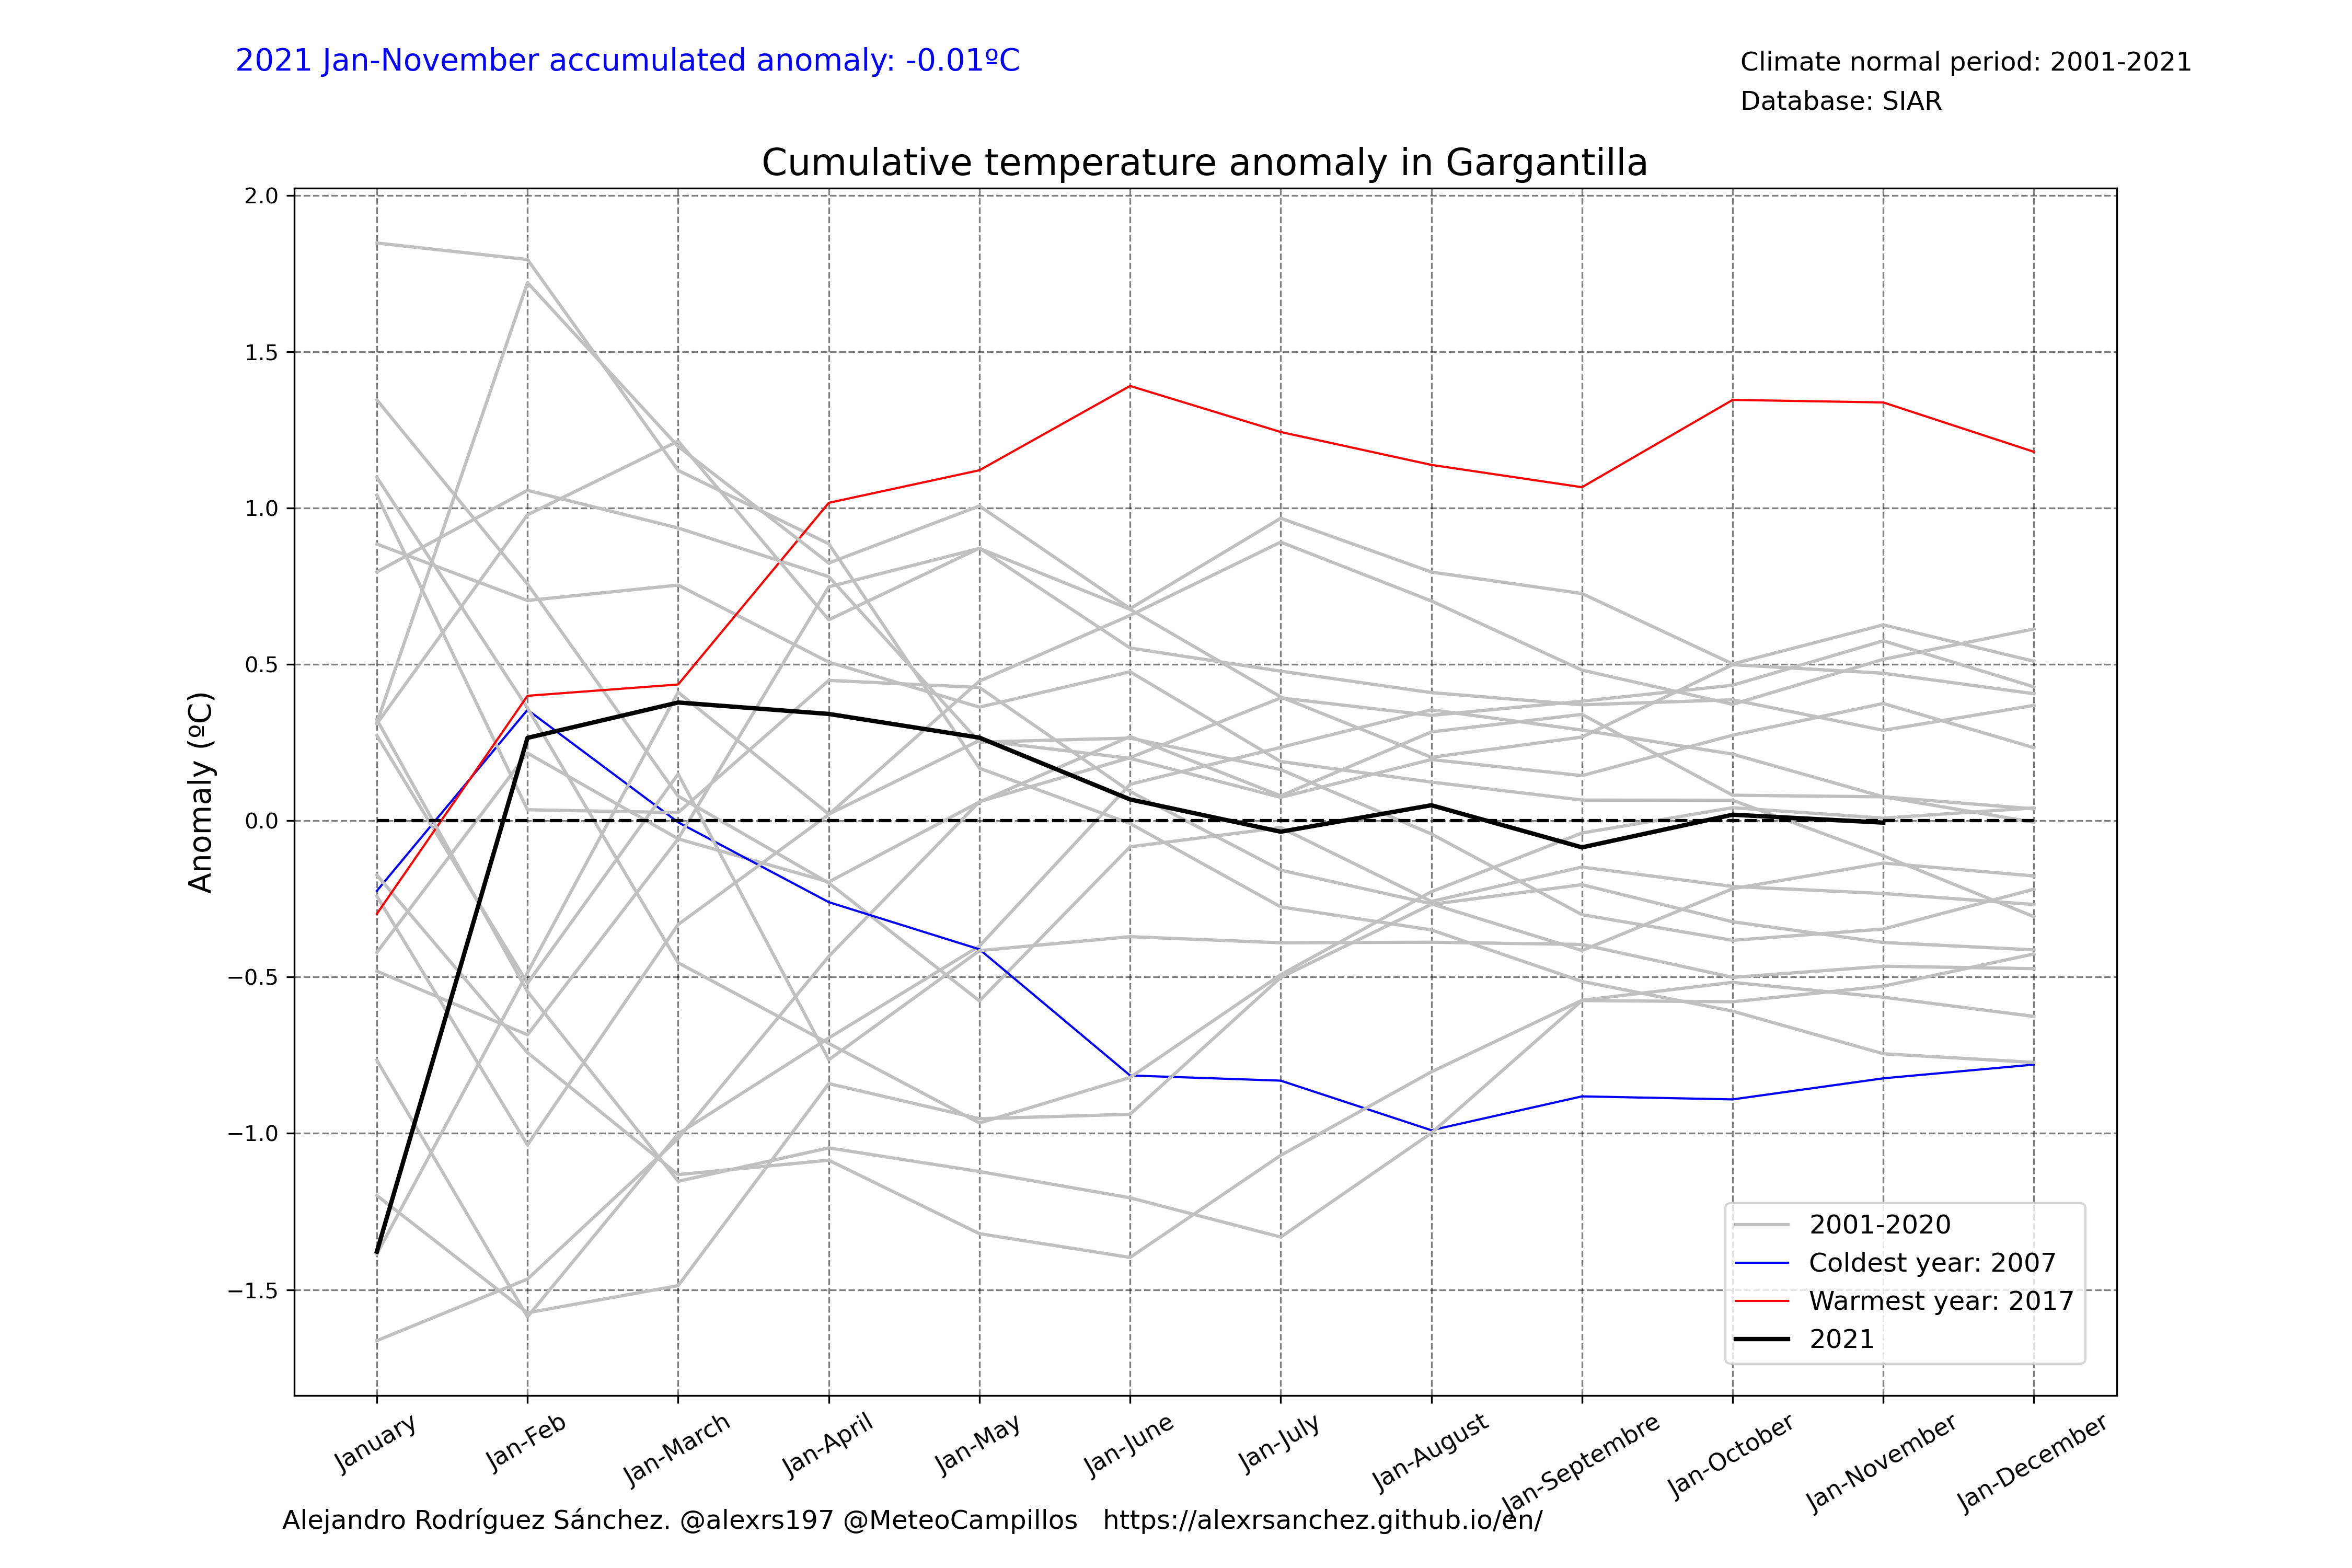 2021 Jan-November accumulated anomaly: -0.01ºC
Climate normal period: 2001-2021
Database: SIAR
Cumulative temperature anomaly in Gargantilla
Anomaly (ºC)
2.0
1.5
1.0
0.5
0.0
−0.5
−1.0
−1.5
2001-2020
Coldest year: 2007
Warmest year: 2017
2021
January
Jan-Feb
Jan-March
Jan-April
Jan-May
Jan-June
Jan-July
Jan-August
Jan-Septembre
Jan-October
Jan-November
Jan-December
Alejandro Rodríguez Sánchez. @alexrs197 @MeteoCampillos   https://alexrsanchez.github.io/en/